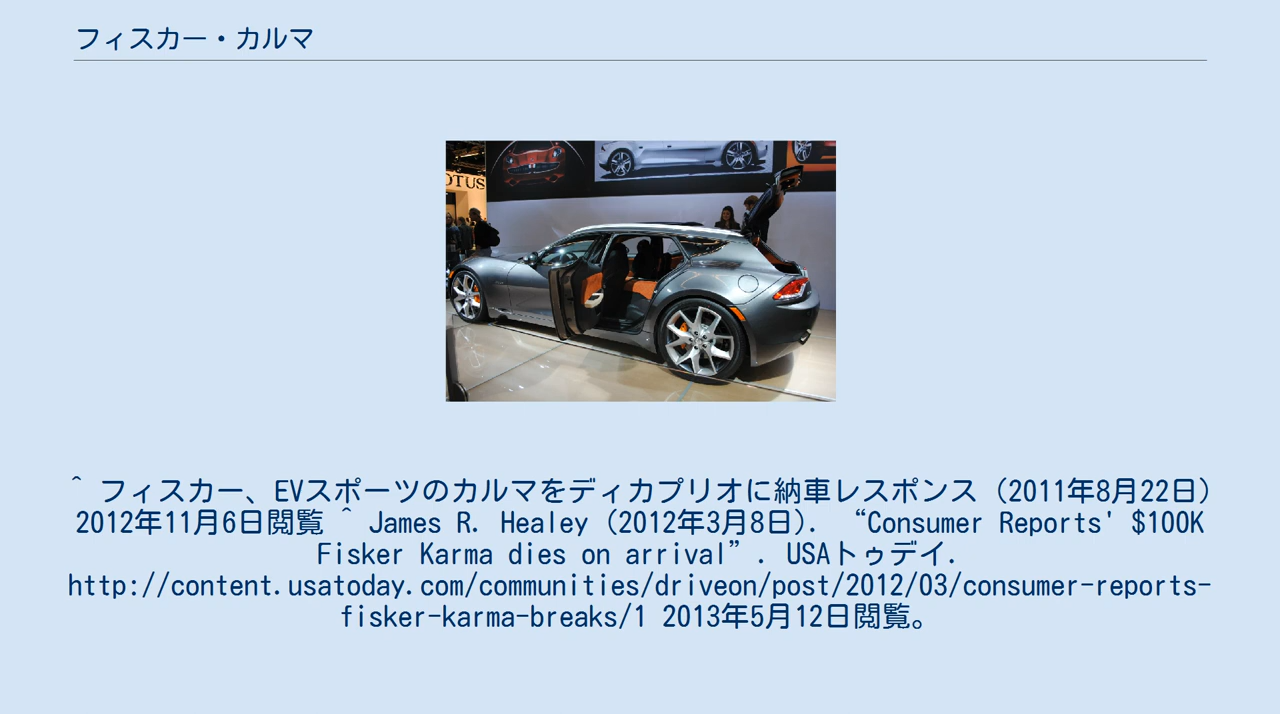 フィスカー・カルマ
OTUS
^ フィスカー、EVスポーツのカルマをディカプリオに納車レスポンス（2011年8月22日）
2012年11月6日閲覧 ^ James R. Healey (2012年3月8日). “Consumer Reports' $100K
Fisker Karma dies on arrival”. USAトゥデイ.
http://content.usatoday.com/communities/driveon/post/2012/03/consumer-reports-
fisker-karma-breaks/1 2013年5月12日閲覧。